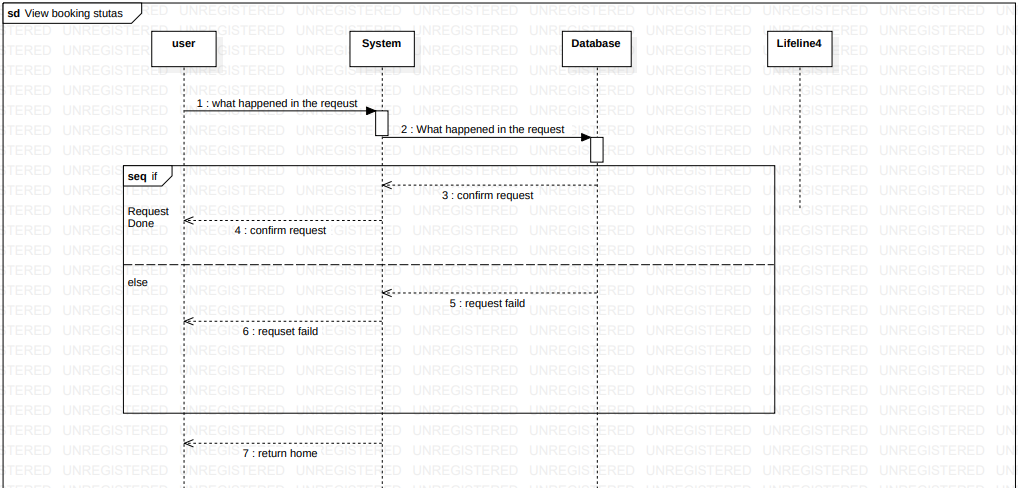 sd View booking stutas
user
System
Database
Lifeline4
1 : what happened in the reqeust
2 : What happened in the request
seq if
3 : confirm request
Request
Done
4 : confirm request
else
5 : request faild
6 : requset faild
7 : return home
UNREGISTERED